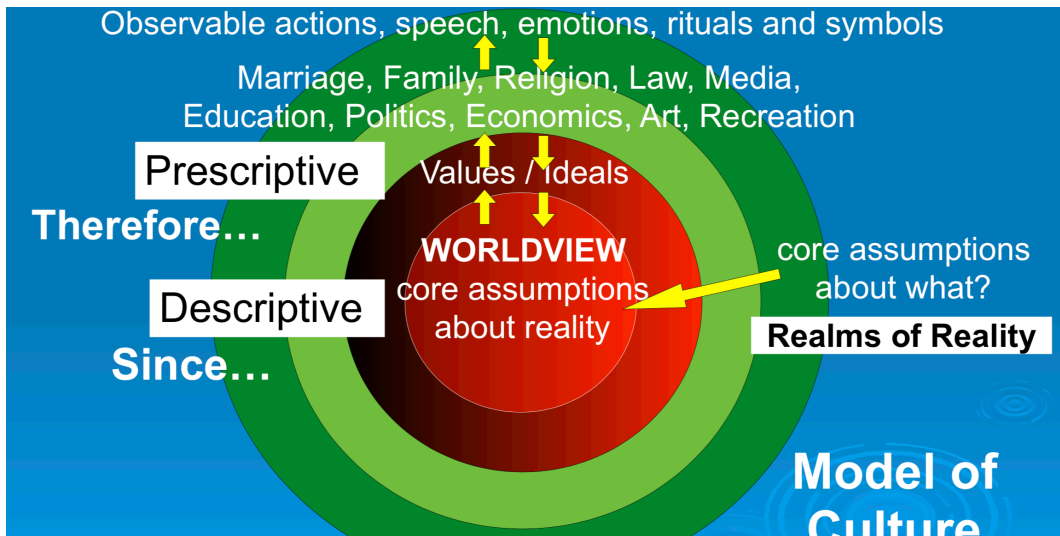 Observable actions, speech, emotions, rituals and symbols
Marriage, Family, Religion, Law, Media,
Education, Politics, Economics, Art, Recreation
Prescriptive
Values / Ideals
Therefore…
WORLDVIEW
core assumptions
about reality
Descriptive
Since…
core assumptions
about what?
Realms of Reality
Model of
Culture